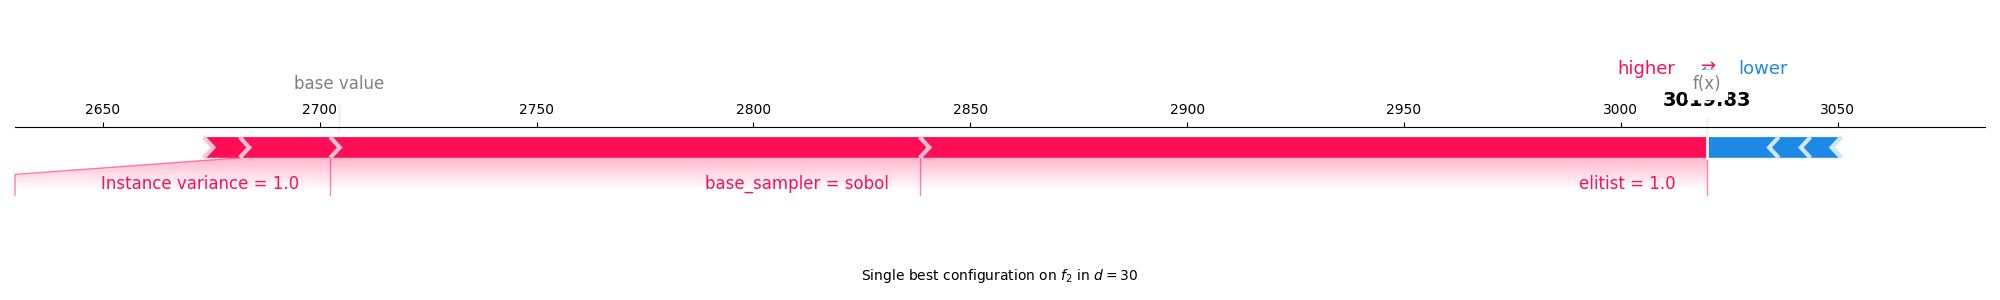 higher ⇄ lower
base value f(x)
3019.83
2650 2700 2750 2800 2850 2900 2950 3000 3050
Instance variance = 1.0 base_sampler = sobol elitist = 1.0
Single best configuration on f₂ in d = 30